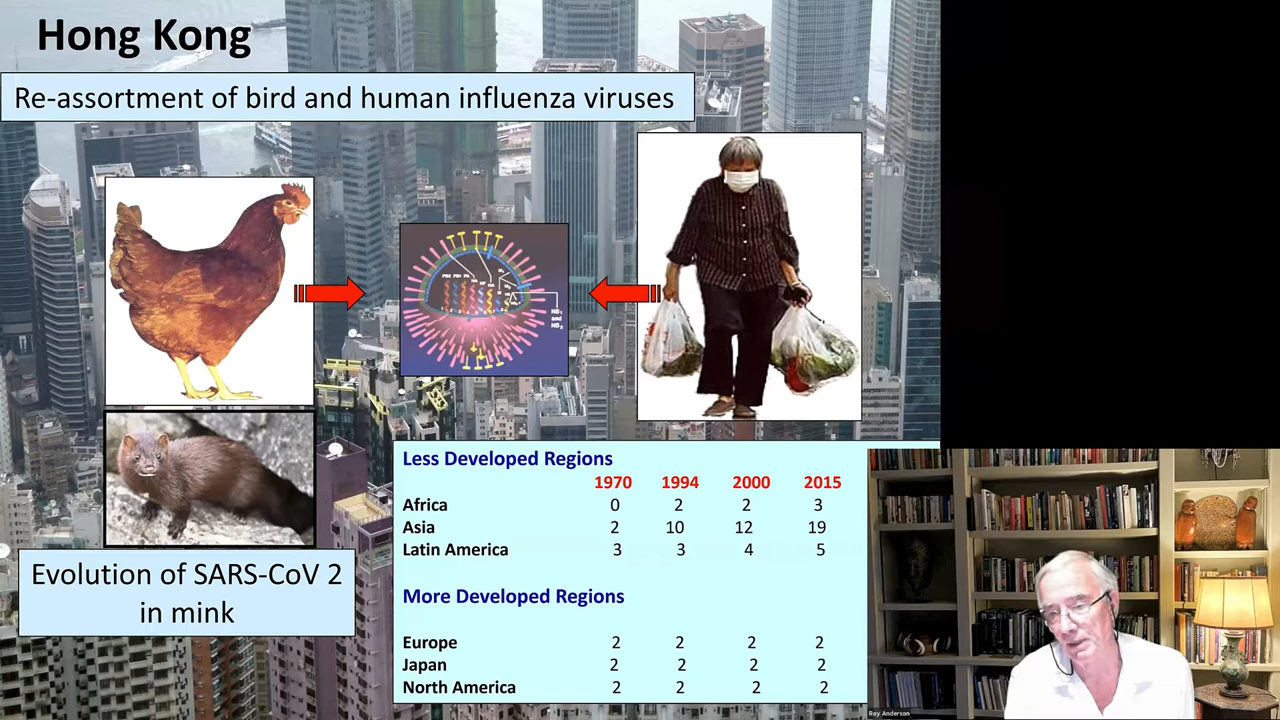 Hong Kong
Re-assortment of bird and human influenza viruses
Evolution of SARS-CoV 2
in mink
Less Developed Regions
1970 1994 2000 2015
Africa 0 2 2 3
Asia 2 10 12 19
Latin America 3 3 4 5
More Developed Regions
Europe 2 2 2 2
Japan 2 2 2 2
North America 2 2 2 2
Roy Anderson